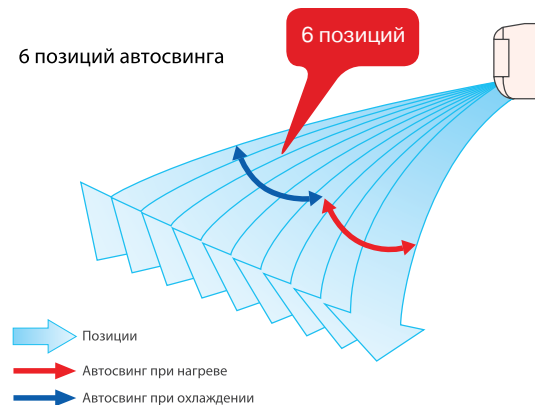 6 позиций автосвинга
6 позиций
Позиции
Автосвинг при нагреве
Автосвинг при охлаждении